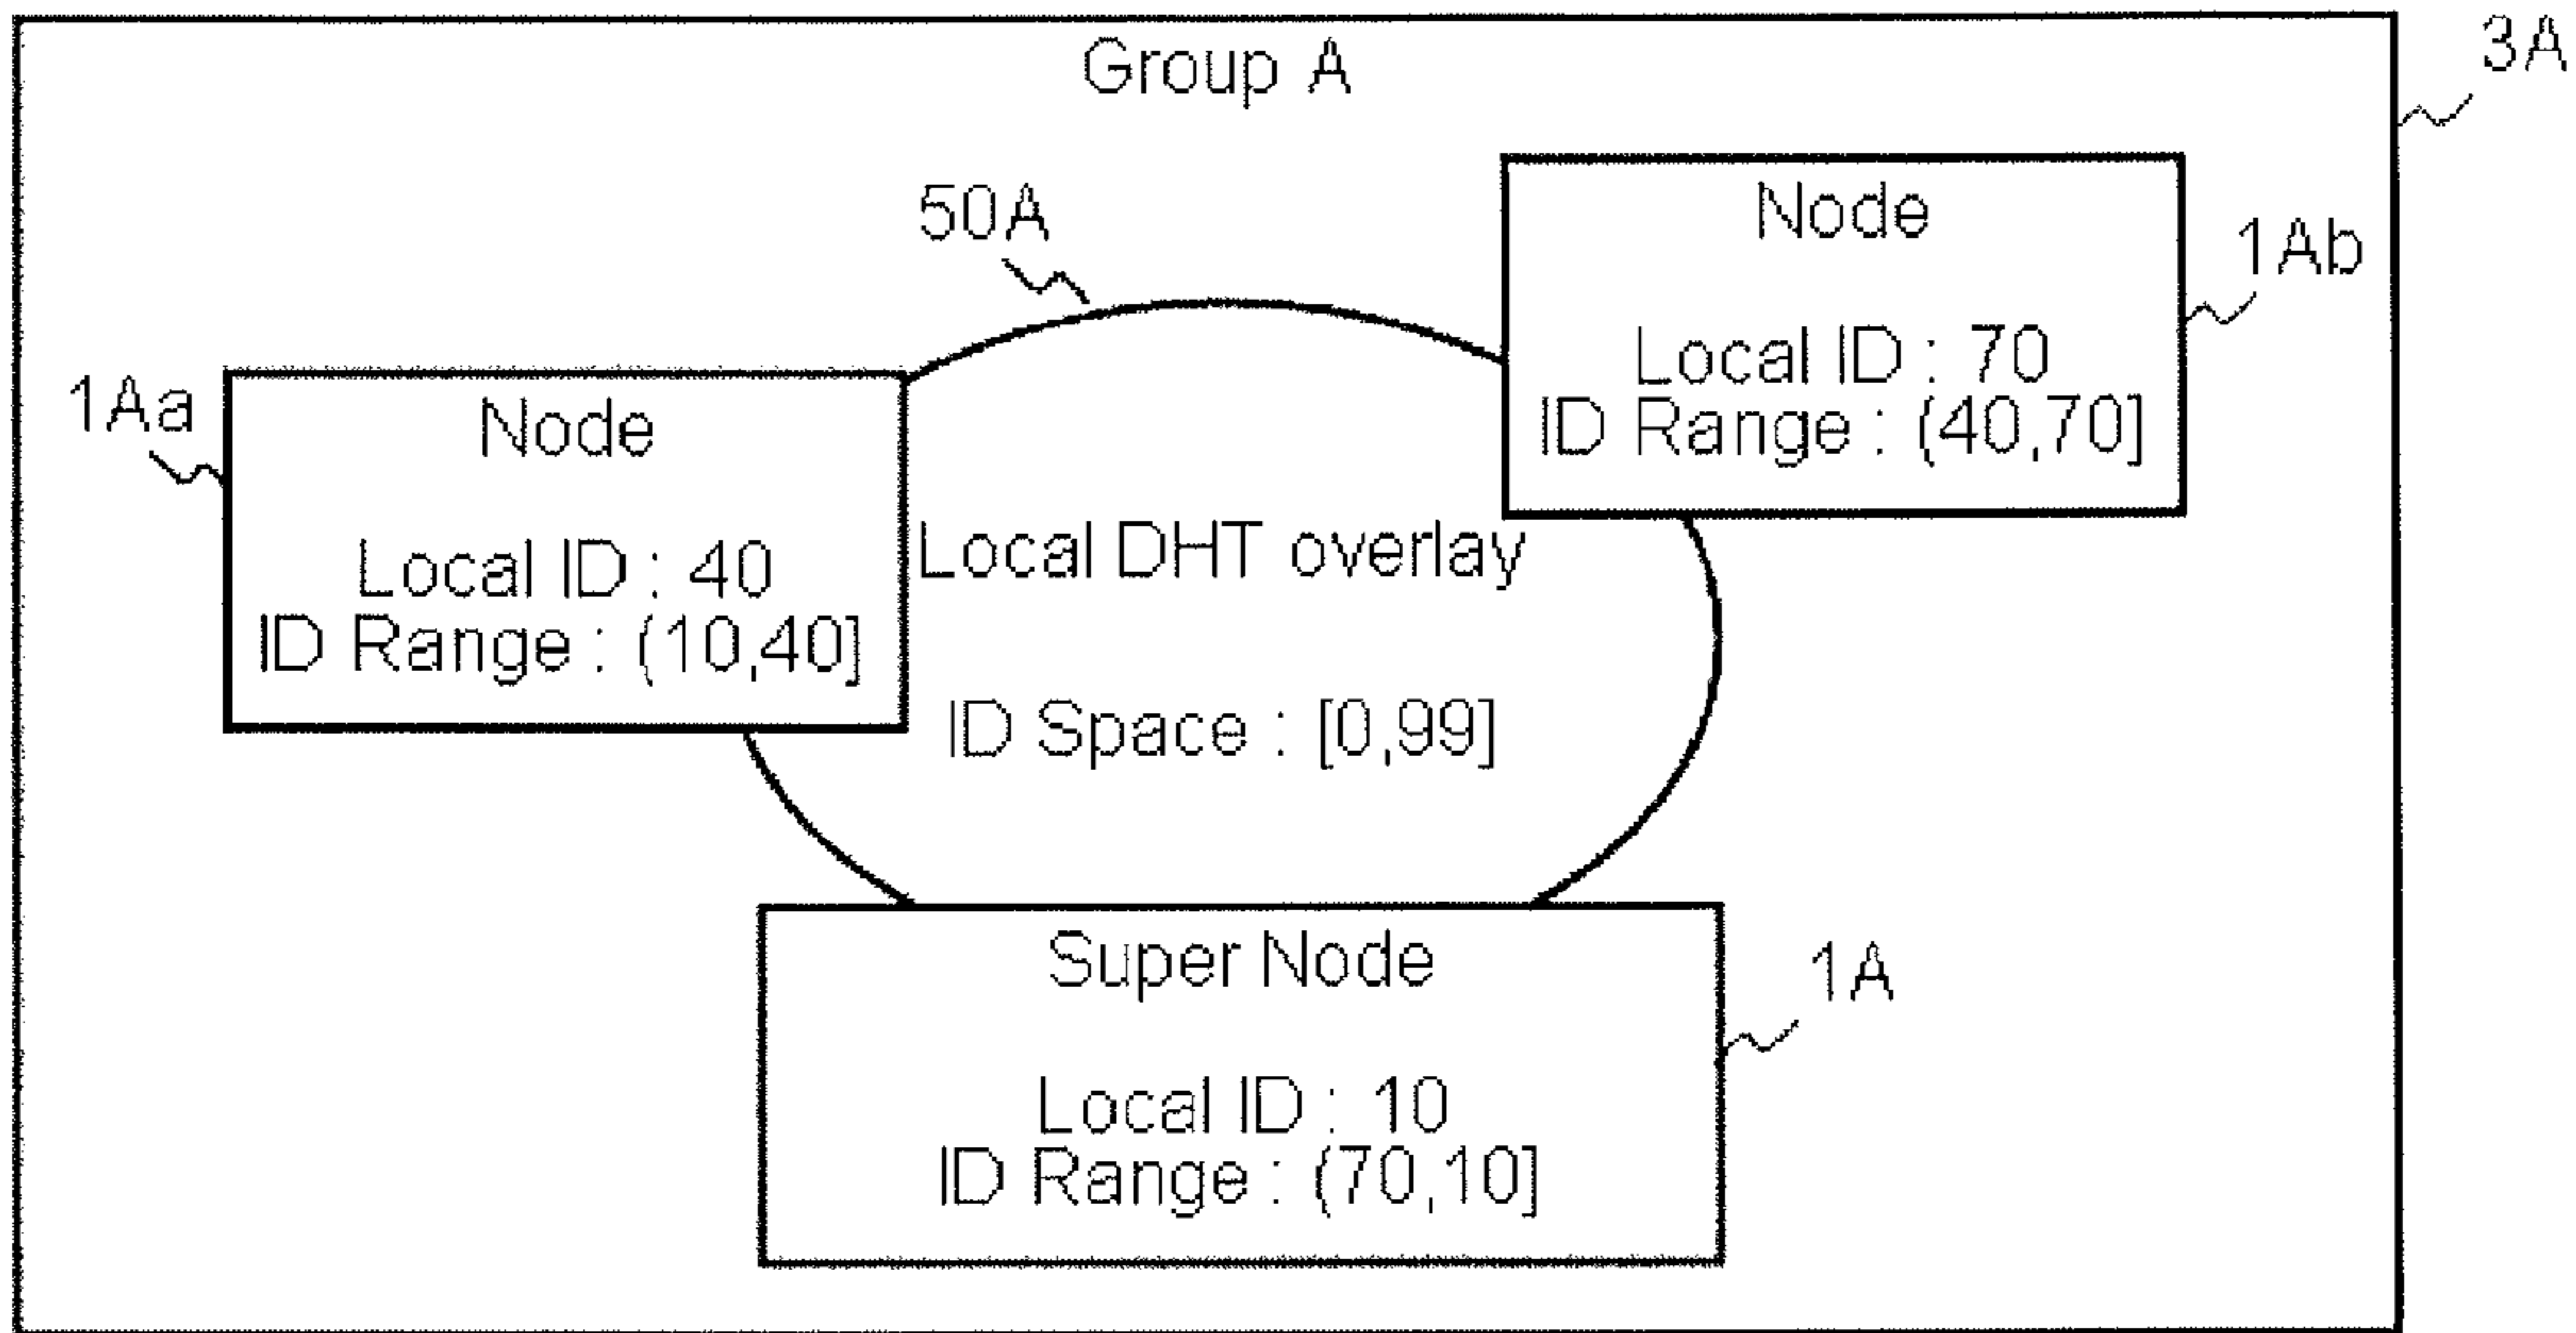 Group A
3A
50A
Node
Local ID : 70
ID Range : (40,70]
1Ab
1Aa
Node
Local ID : 40
ID Range : (10,40]
Local DHT overlay
ID Space : [0,99]
Super Node
Local ID : 10
ID Range : (70,10]
1A